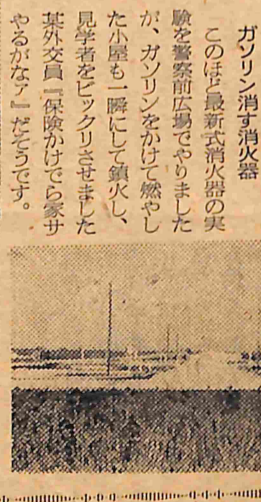 ガソリン消す消火器
このほど最新式消火器の実
験を警察前広場でやりました
が、ガソリンをかけて燃やし
た小屋も一瞬にして鎮火し、
見学者をビックリさせました
某外交員『保険かけでら家サ
やるがなァ』だそうです。